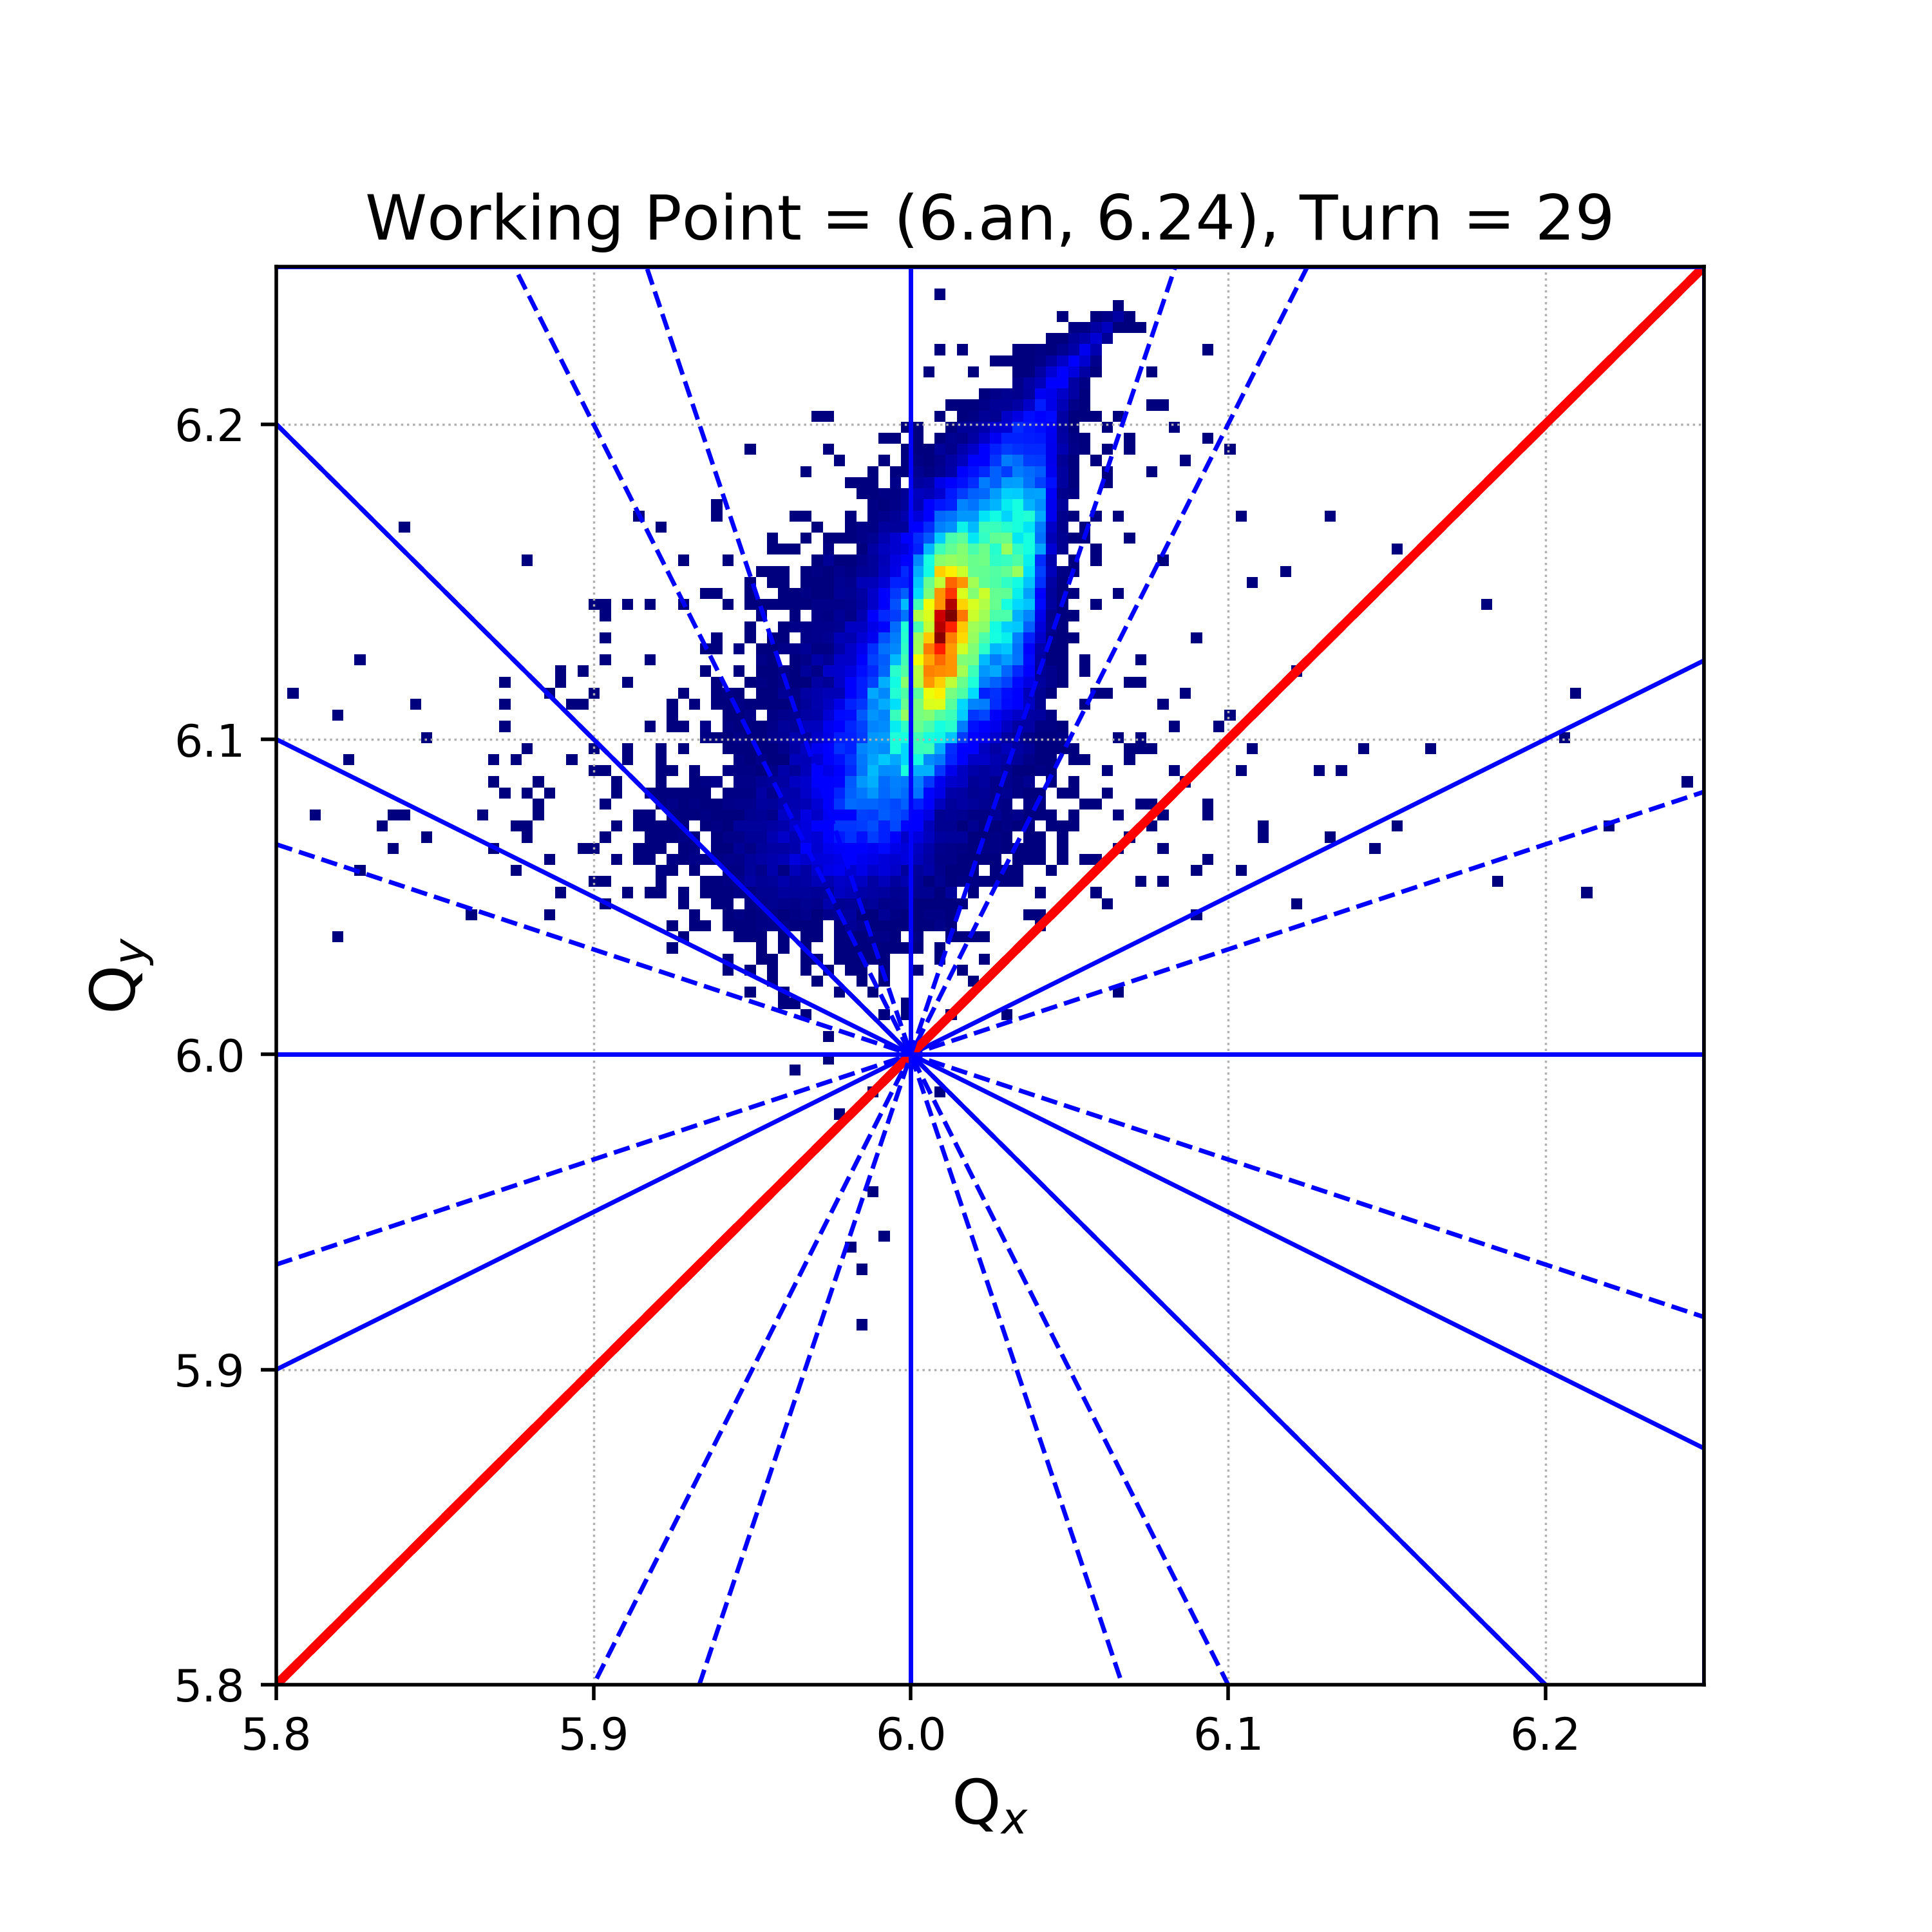 Working Point = (6.an, 6.24), Turn = 29
6.2
6.1
6.0
5.9
5.8
Qy
5.8 5.9 6.0 6.1 6.2
Qx